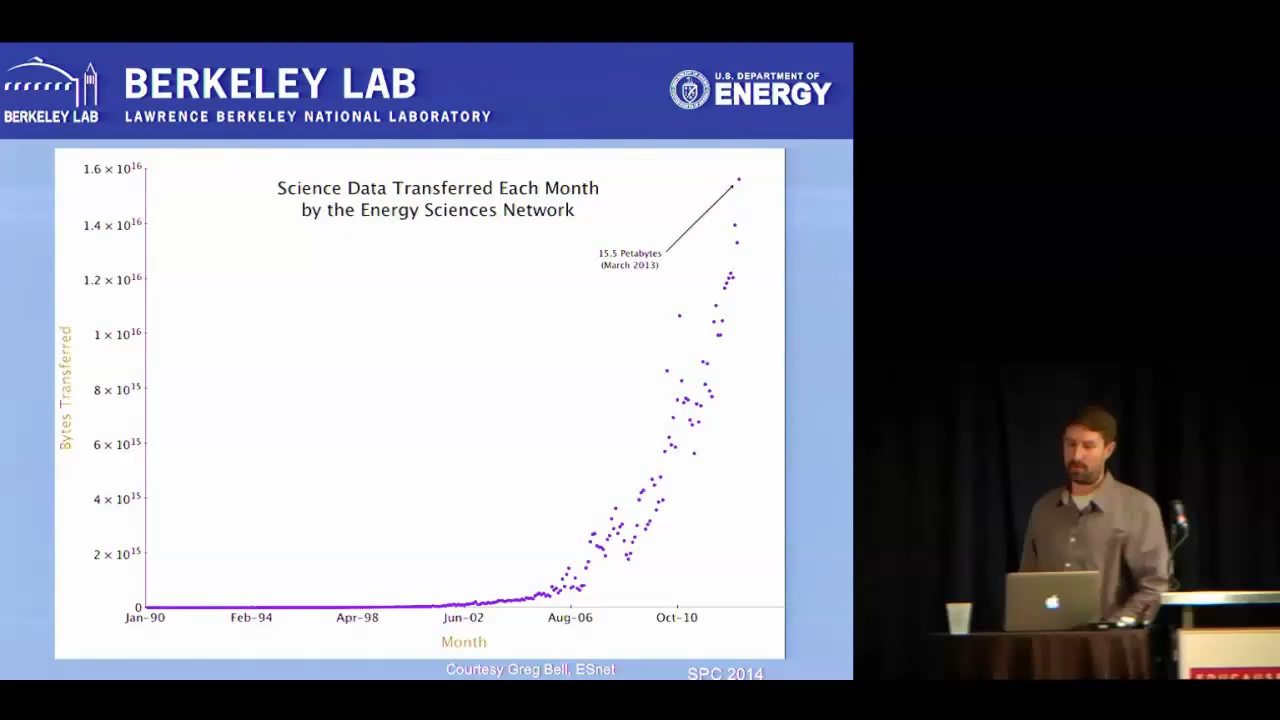 BERKELEY LAB
BERKELEY LAB
LAWRENCE BERKELEY NATIONAL LABORATORY
U.S. DEPARTMENT OF
ENERGY
Science Data Transferred Each Month
by the Energy Sciences Network
1.6 × 10¹⁶
1.4 × 10¹⁶
1.2 × 10¹⁶
1 × 10¹⁶
8 × 10¹⁵
6 × 10¹⁵
4 × 10¹⁵
2 × 10¹⁵
0
Bytes Transferred
15.5 Petabytes
(March 2013)
Jan-90 Feb-94 Apr-98 Jun-02 Aug-06 Oct-10
Month
Courtesy Greg Bell, ESnet
SPC 2014